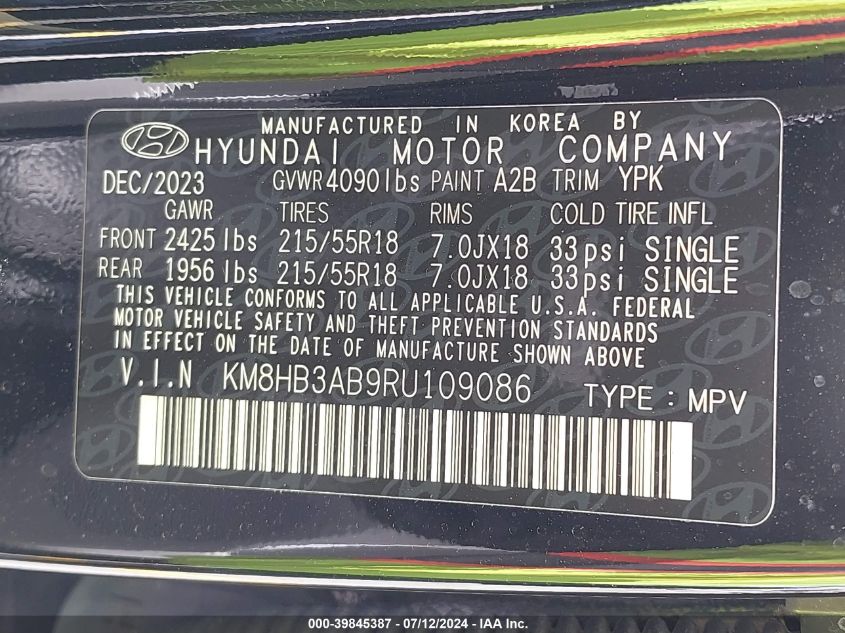 MANUFACTURED IN KOREA BY
HYUNDAI MOTOR COMPANY
DEC/2023 GVWR 4090 lbs PAINT A2B TRIM YPK
GAWR TIRES RIMS COLD TIRE INFL
FRONT 2425 lbs 215/55R18 7.0JX18 33psi SINGLE
REAR 1956 lbs 215/55R18 7.0JX18 33psi SINGLE
THIS VEHICLE CONFORMS TO ALL APPLICABLE U.S.A. FEDERAL
MOTOR VEHICLE SAFETY AND THEFT PREVENTION STANDARDS
IN EFFECT ON THE DATE OF MANUFACTURE SHOWN ABOVE
V.I.N KM8HB3AB9RU109086 TYPE : MPV
000-39845387 - 07/12/2024 - IAA Inc.